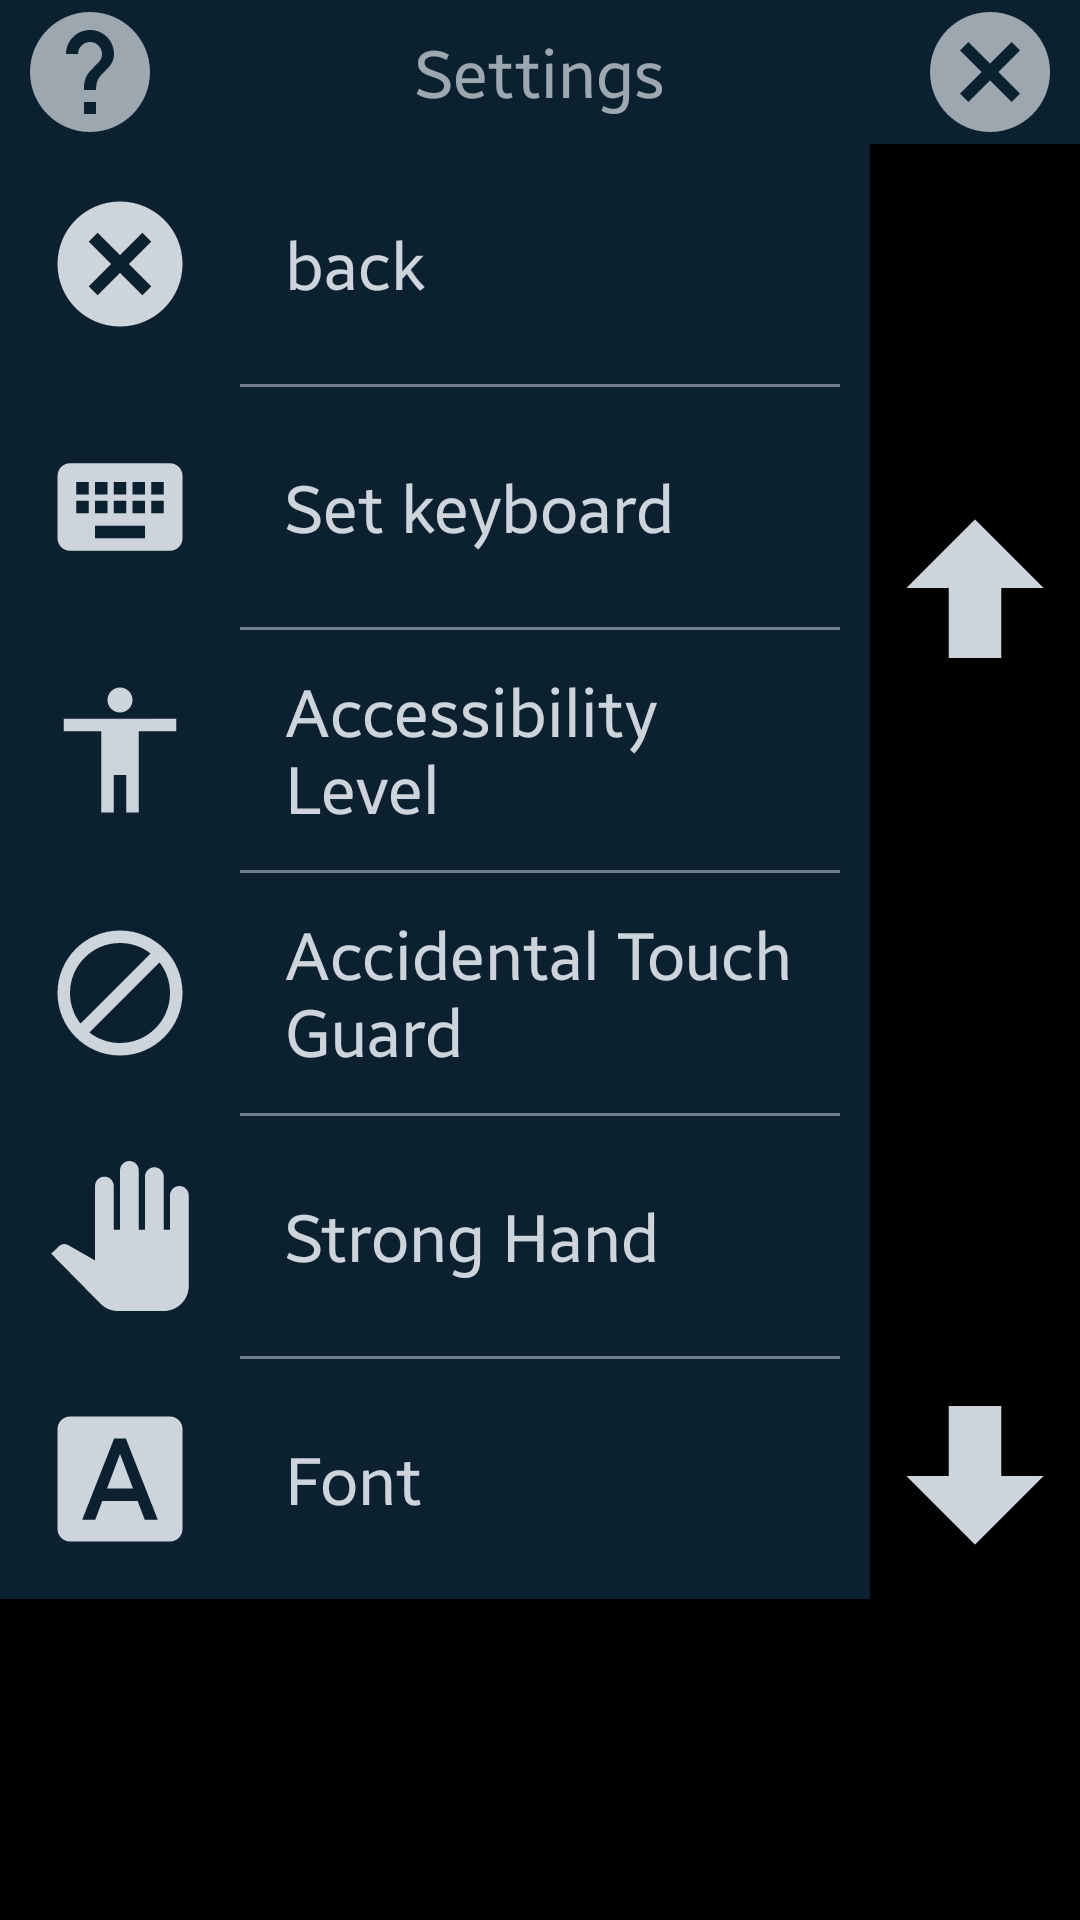 Settings
back
Set keyboard
Accessibility
Level
Accidental Touch
Guard
Strong Hand
Font